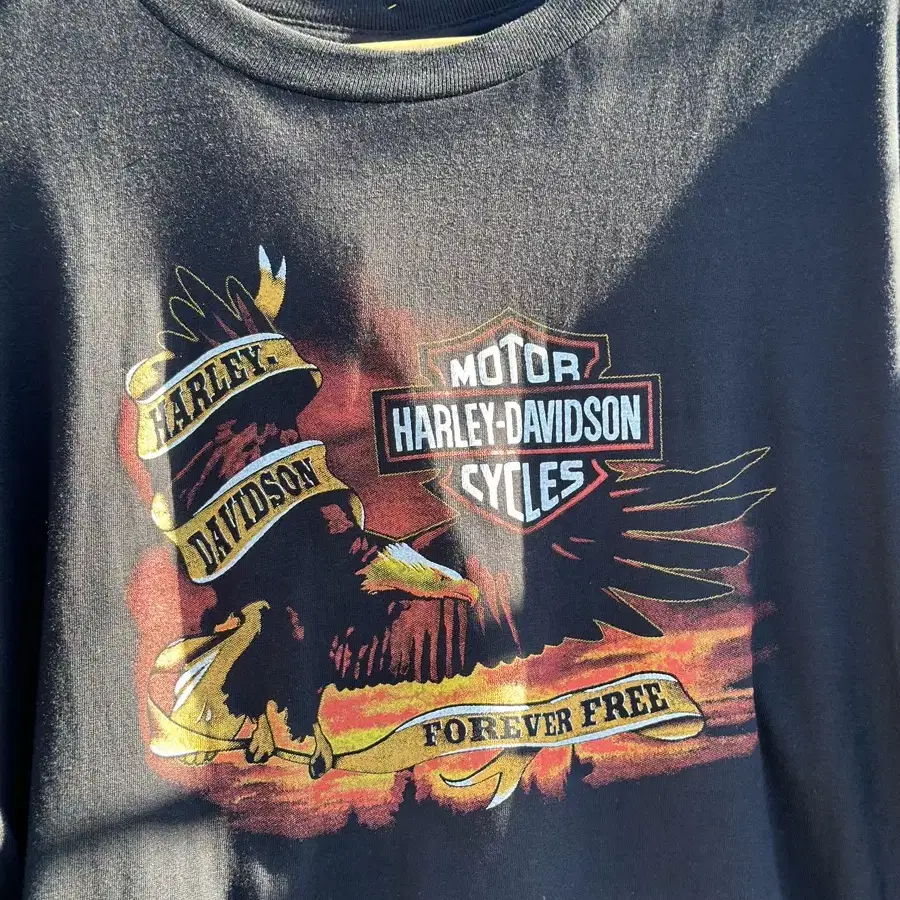 MOTOR
HARLEY-DAVIDSON
CYCLES
HARLEY-
DAVIDSON
FOREVER FREE